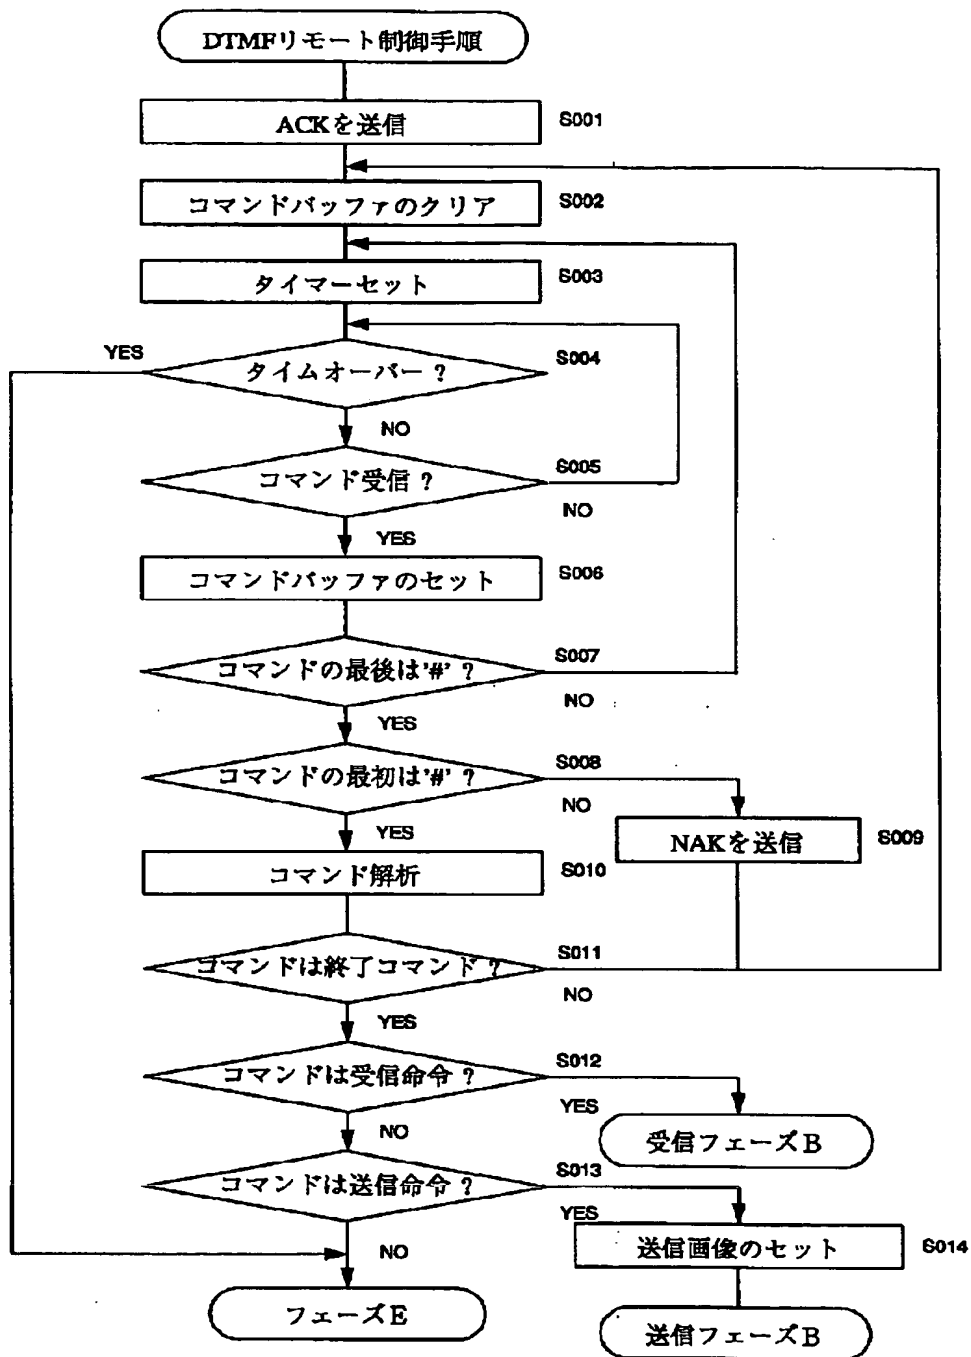 DTMFリモート制御手順
ACKを送信
S001
コマンドバッファのクリア
S002
タイマーセット
S003
YES
タイムオーバー?
S004
NO
コマンド受信?
S005
NO
YES
コマンドバッファのセット
S006
コマンドの最後は'#'?
S007
NO
YES
コマンドの最初は'#'?
S008
NO
YES
NAKを送信
S009
コマンド解析
S010
コマンドは終了コマンド?
S011
NO
YES
コマンドは受信命令?
S012
YES
NO
受信フェーズB
コマンドは送信命令?
S013
YES
NO
送信画像のセット
S014
フェーズE
送信フェーズB